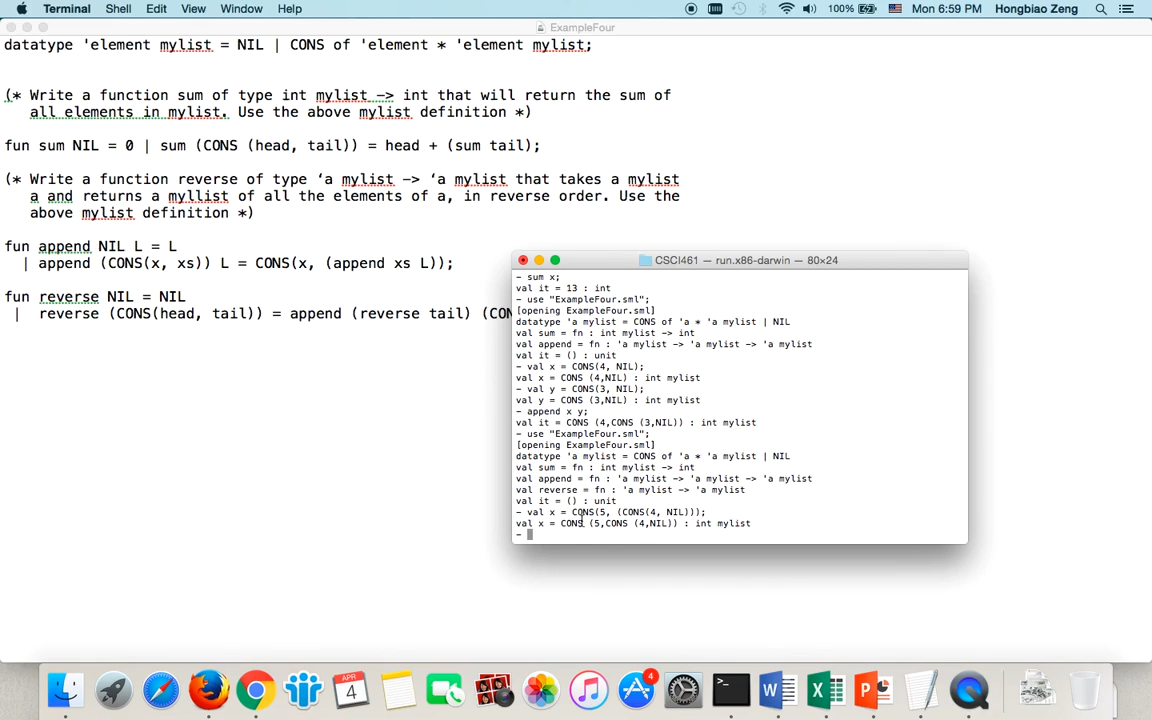 Terminal Shell Edit View Window Help 100% Mon 6:59 PM Hongbiao Zeng
ExampleFour
datatype 'element mylist = NIL | CONS of 'element * 'element mylist;
(* Write a function sum of type int mylist -> int that will return the sum of
all elements in mylist. Use the above mylist definition *)
fun sum NIL = 0 | sum (CONS (head, tail)) = head + (sum tail);
(* Write a function reverse of type ‘a mylist -> ‘a mylist that takes a mylist
a and returns a myllist of all the elements of a, in reverse order. Use the
above mylist definition *)
fun append NIL L = L
| append (CONS(x, xs)) L = CONS(x, (append xs L));
fun reverse NIL = NIL
| reverse (CONS(head, tail)) = append (reverse tail) (CON
CSCI461 — run.x86-darwin — 80×24
- sum x;
val it = 13 : int
- use "ExampleFour.sml";
[opening ExampleFour.sml]
datatype 'a mylist = CONS of 'a * 'a mylist | NIL
val sum = fn : int mylist -> int
val append = fn : 'a mylist -> 'a mylist -> 'a mylist
val it = () : unit
- val x = CONS(4, NIL);
val x = CONS (4,NIL) : int mylist
- val y = CONS(3, NIL);
val y = CONS (3,NIL) : int mylist
- append x y;
val it = CONS (4,CONS (3,NIL)) : int mylist
- use "ExampleFour.sml";
[opening ExampleFour.sml]
datatype 'a mylist = CONS of 'a * 'a mylist | NIL
val sum = fn : int mylist -> int
val append = fn : 'a mylist -> 'a mylist -> 'a mylist
val reverse = fn : 'a mylist -> 'a mylist
val it = () : unit
- val x = CONS(5, (CONS(4, NIL)));
val x = CONS (5,CONS (4,NIL)) : int mylist
-
APR
4
4